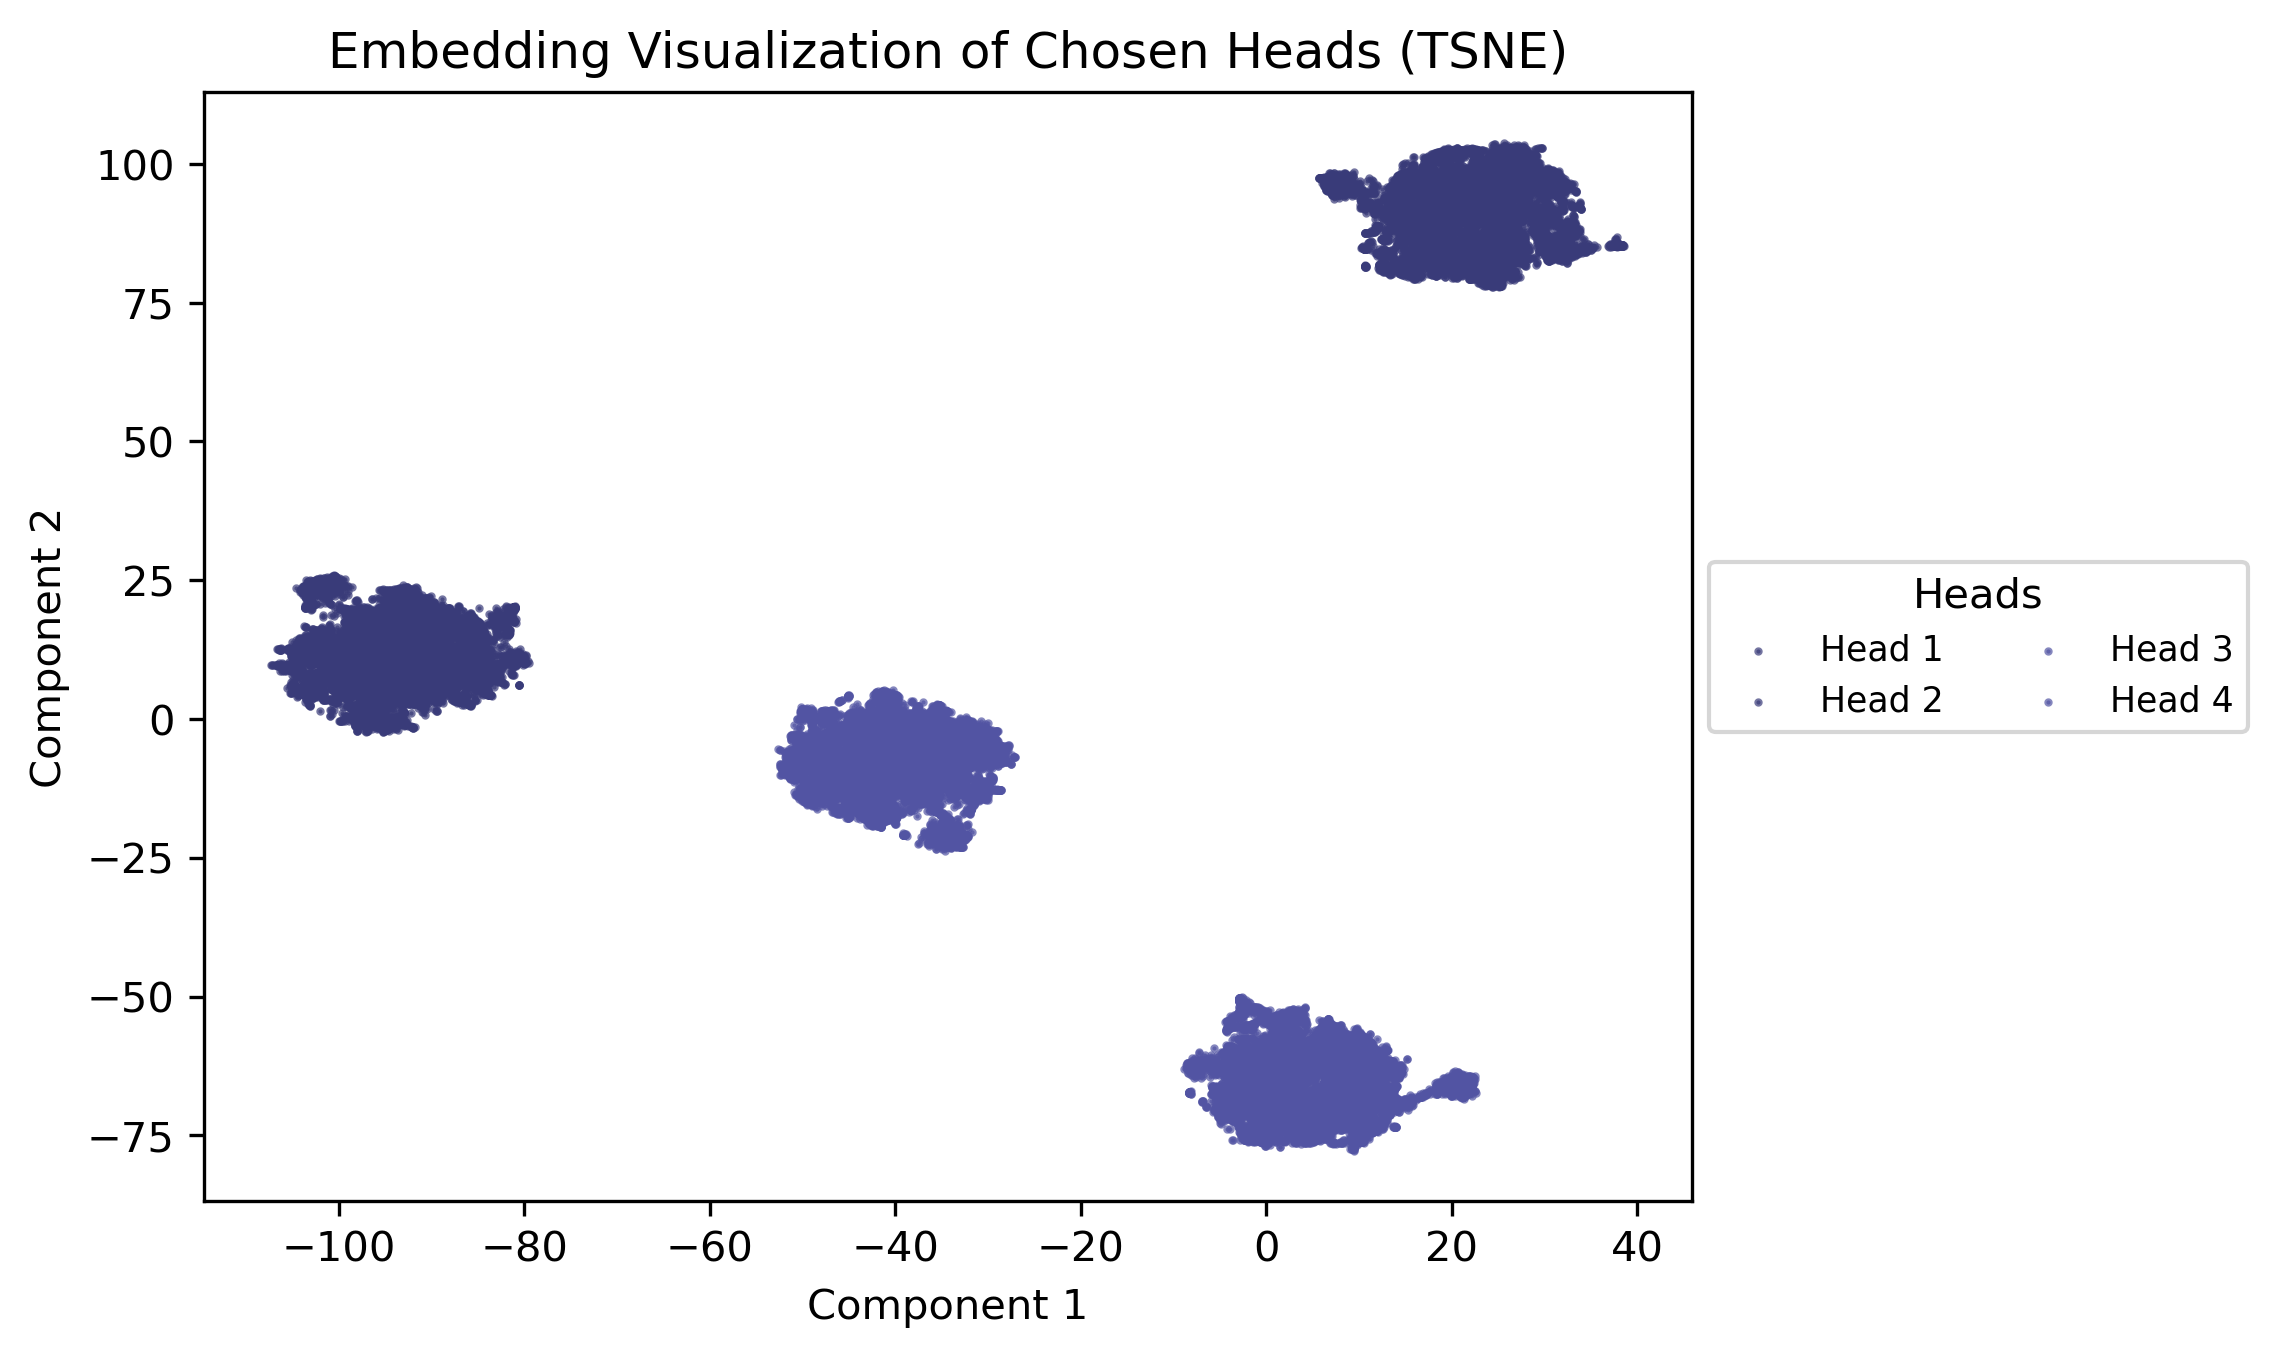 Embedding Visualization of Chosen Heads (TSNE)
100
75
50
25
0
−25
−50
−75
Component 2
−100
−80
−60
−40
−20
0
20
40
Component 1
Heads
Head 1
Head 2
Head 3
Head 4